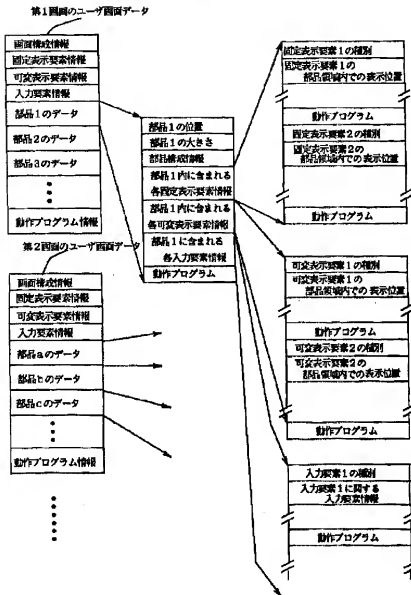 第1画面のユーザ画面データ
画面構成情報
固定表示要素情報
可変表示要素情報
入力要素情報
部品1のデータ
部品2のデータ
部品3のデータ
動作プログラム情報
第2画面のユーザ画面データ
画面構成情報
固定表示要素情報
可変表示要素情報
入力要素情報
部品aのデータ
部品bのデータ
部品cのデータ
動作プログラム情報
部品1の位置
部品1の大きさ
部品構成情報
部品1内に含まれる
各固定表示要素情報
部品1内に含まれる
各可変表示要素情報
部品1に含まれる
各入力要素情報
動作プログラム
固定表示要素1の種別
固定表示要素1の
部品領域内での表示位置
動作プログラム
固定表示要素2の種別
固定表示要素2の
部品領域内での表示位置
動作プログラム
可変表示要素1の種別
可変表示要素1の
部品領域内での表示位置
動作プログラム
可変表示要素2の種別
可変表示要素2の
部品領域内での表示位置
動作プログラム
入力要素1の種別
入力要素1に関する
入力要素情報
動作プログラム